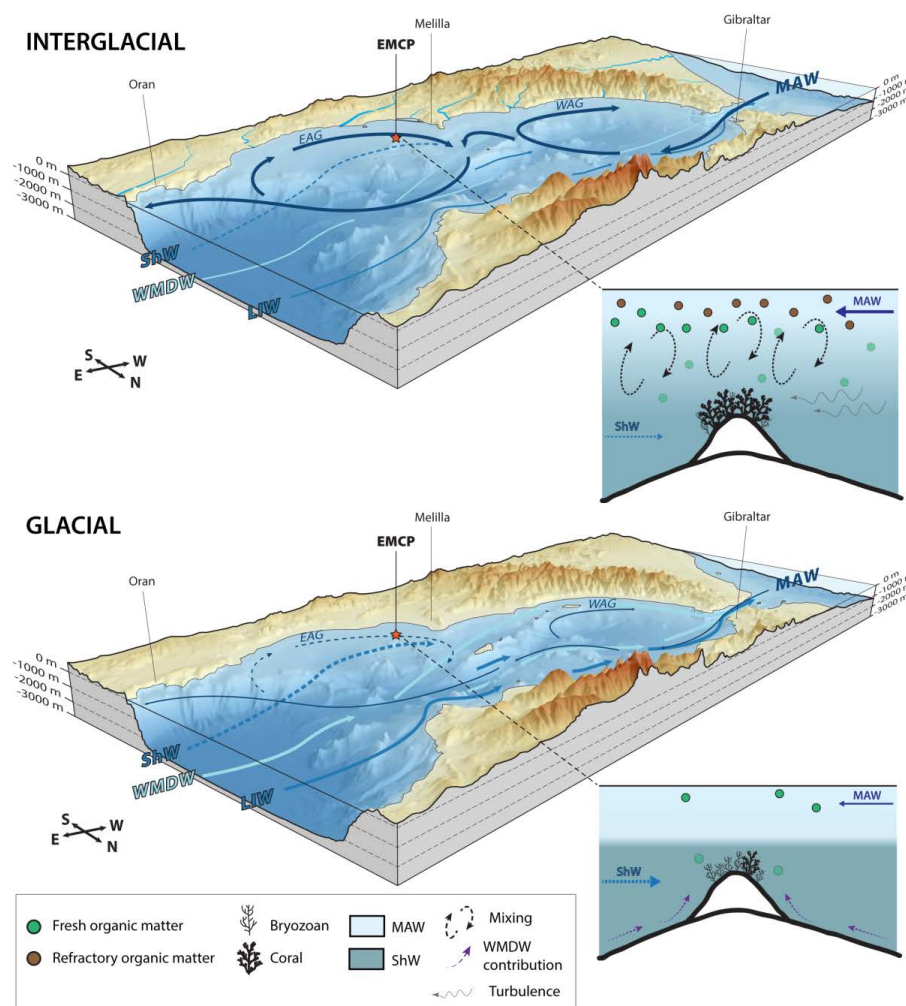 INTERGLACIAL
Melilla
Gibraltar
EMCP
Oran
MAW
0 m
-1000 m
-2000 m
-3000 m
WAG
EAG
0 m
-1000 m
-2000 m
-3000 m
ShW
WMDW
LIW
S
W
E
N
MAW
ShW
GLACIAL
Melilla
Gibraltar
EMCP
Oran
MAW
0 m
-1000 m
-2000 m
-3000 m
WAG
EAG
0 m
-1000 m
-2000 m
-3000 m
ShW
WMDW
LIW
S
W
E
N
MAW
ShW
Fresh organic matter
Bryozoan
MAW
Mixing
Refractory organic matter
Coral
ShW
WMDW
contribution
Turbulence